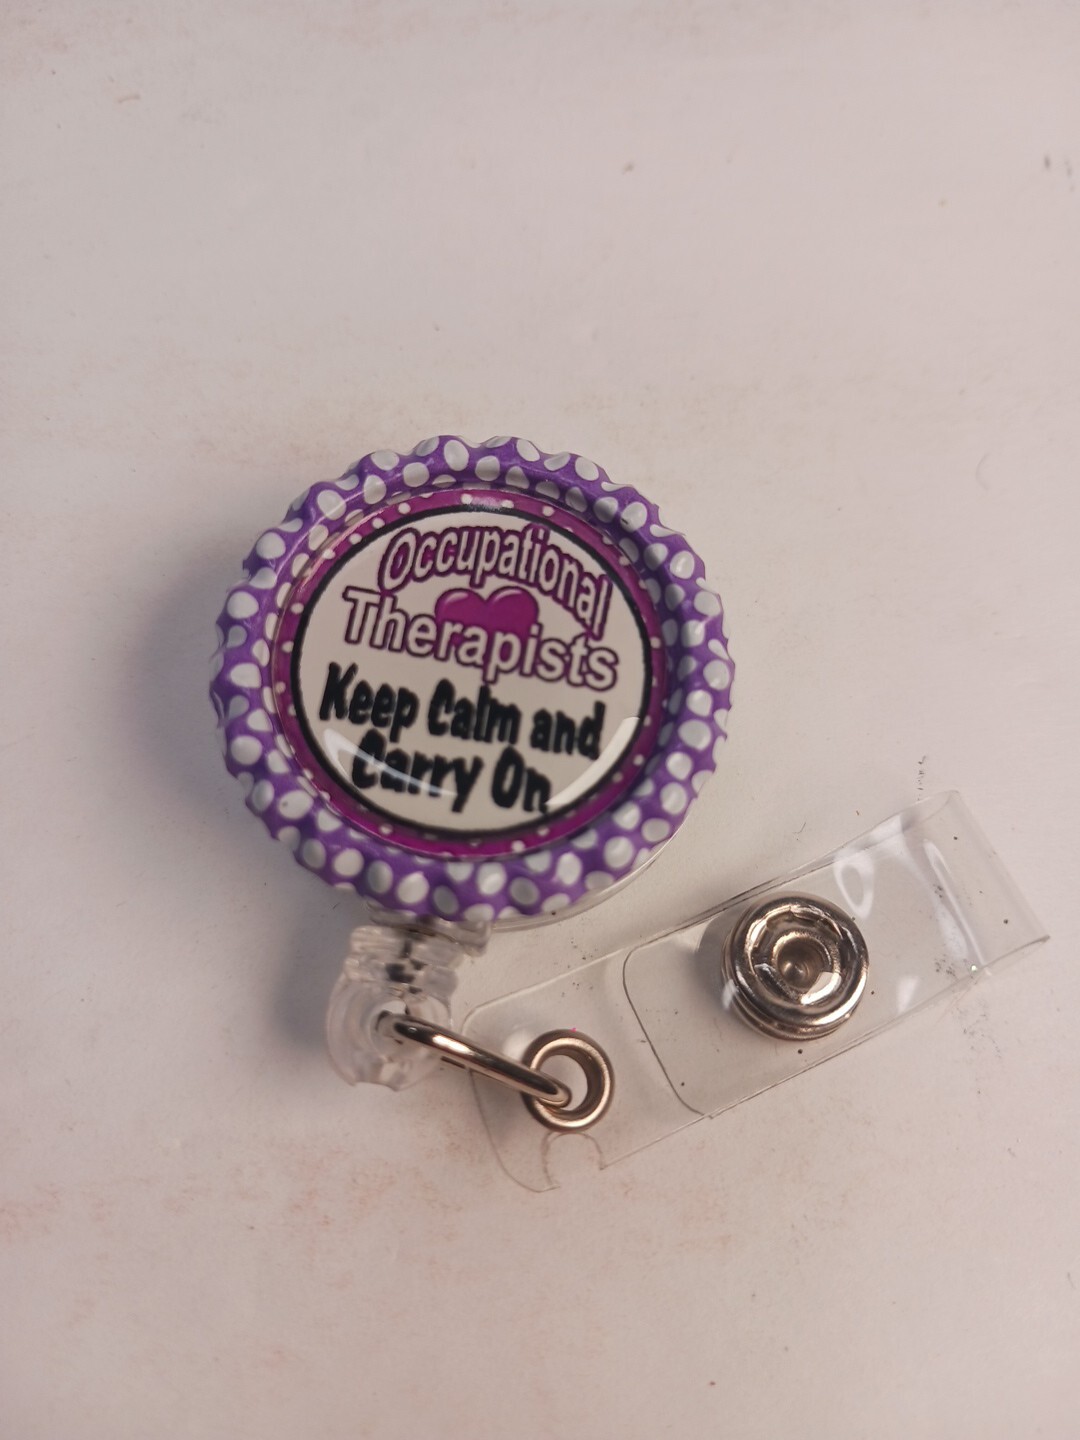 Occupational
Therapists
Keep Calm and
Carry On